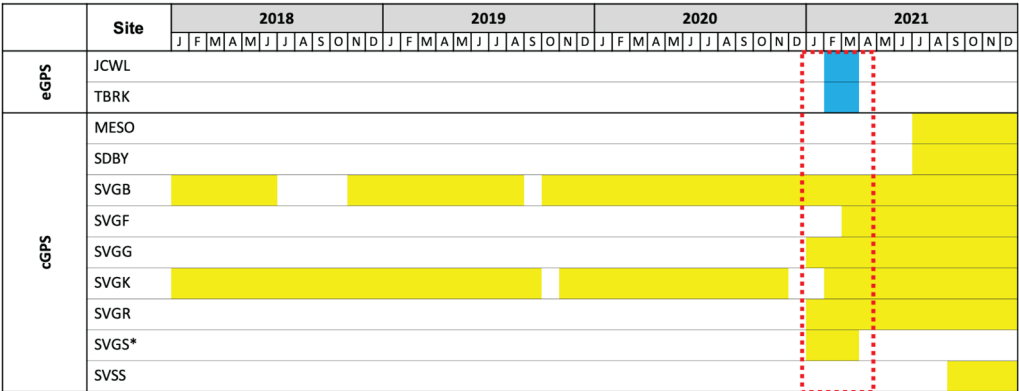 Site 2018 2019 2020 2021
J F M A M J J A S O N D J F M A M J J A S O N D J F M A M J J A S O N D J F M A M J J A S O N D
eGPS
JCWL
TBRK
cGPS
MESO
SDBY
SVGB
SVGF
SVGG
SVGK
SVGR
SVGS*
SVSS